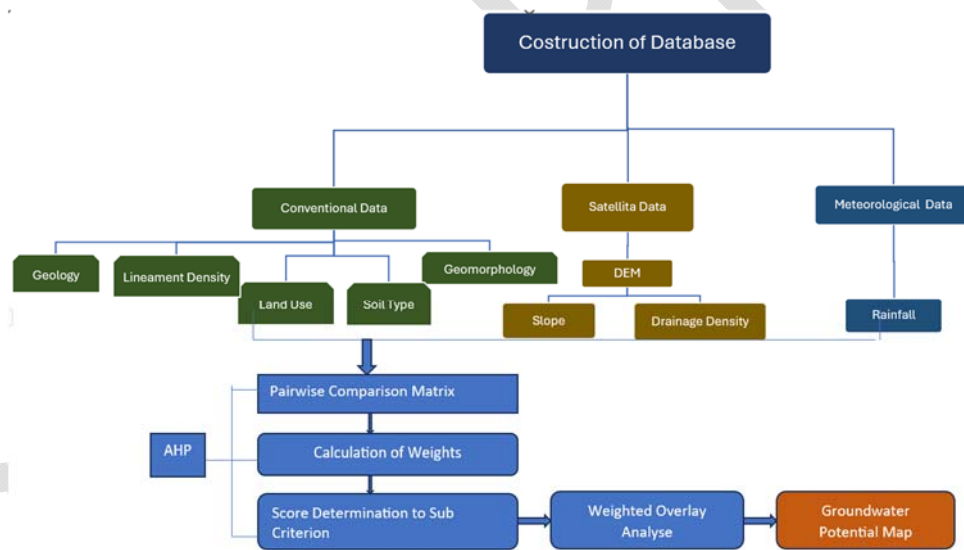 Costruction of Database
Conventional Data
Satellita Data
Meteorological Data
Geology
Lineament Density
Geomorphology
DEM
Land Use
Soil Type
Slope
Drainage Density
Rainfall
Pairwise Comparison Matrix
AHP
Calculation of Weights
Score Determination to Sub
Criterion
Weighted Overlay
Analyse
Groundwater
Potential Map